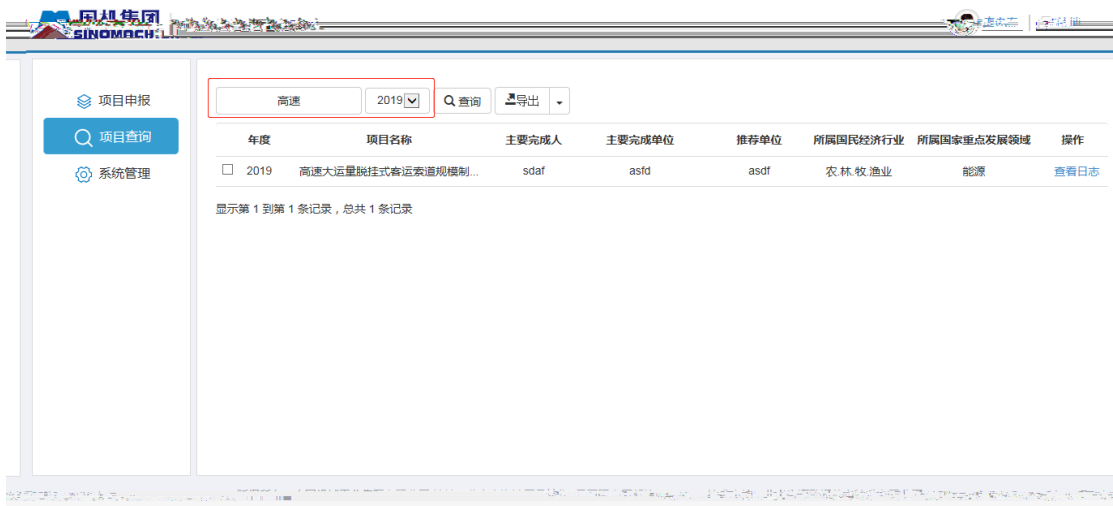 国机集团
SINOMACH
项目申报
项目查询
系统管理
高速 2019 查询 导出
年度 项目名称 主要完成人 主要完成单位 推荐单位 所属国民经济行业 所属国家重点发展领域 操作
2019 高速大运量脱挂式客运索道规模制... sdaf asfd asdf 农.林.牧.渔业 能源 查看日志
显示第 1 到第 1 条记录，总共 1 条记录